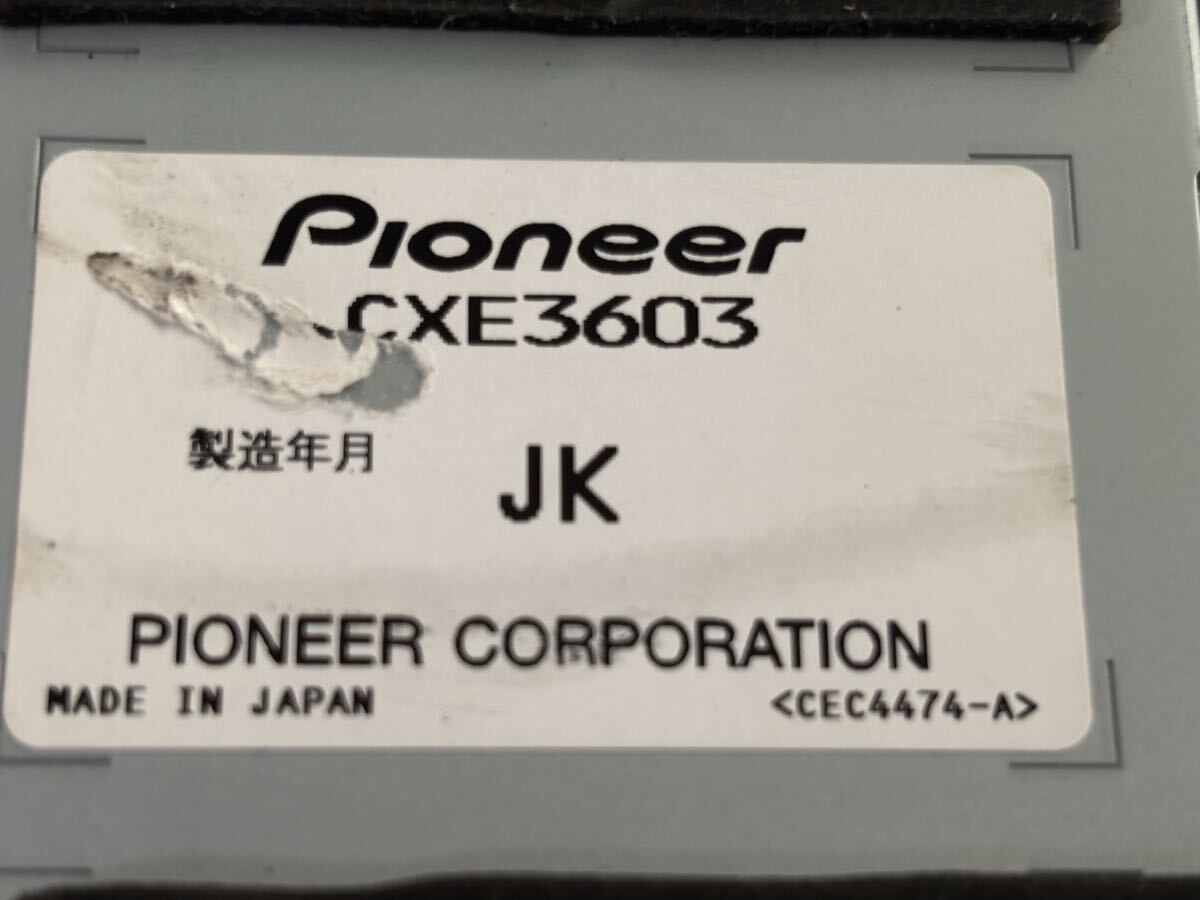 Pioneer
CXE3603
製造年月 JK
PIONEER CORPORATION
MADE IN JAPAN <CEC4474-A>